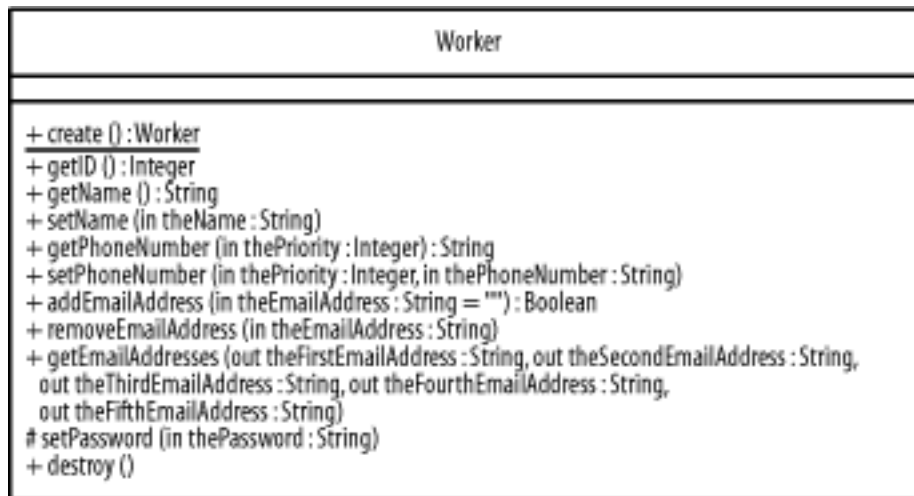 Worker
+ create () : Worker
+ getID () : Integer
+ getName () : String
+ setName (in theName : String)
+ getPhoneNumber (in thePriority : Integer) : String
+ setPhoneNumber (in thePriority : Integer, in thePhoneNumber : String)
+ addEmailAddress (in theEmailAddress : String = "") : Boolean
+ removeEmailAddress (in theEmailAddress : String)
+ getEmailAddresses (out theFirstEmailAddress : String, out theSecondEmailAddress : String,
out theThirdEmailAddress : String, out theFourthEmailAddress : String,
out theFifthEmailAddress : String)
# setPassword (in thePassword : String)
+ destroy ()